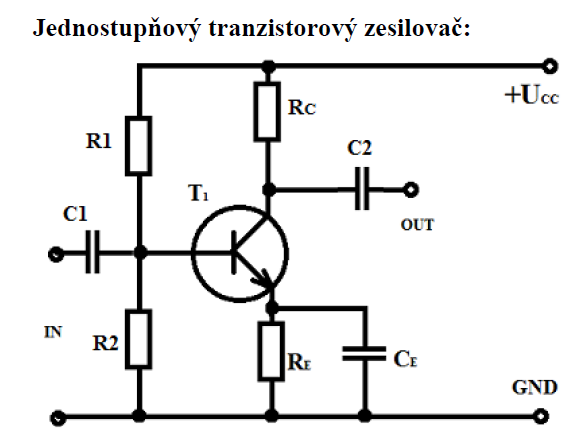 Jednostupňový tranzistorový zesilovač:
+Ucc
Rc
R1
C2
T1
C1
OUT
IN
R2
RE
CE
GND